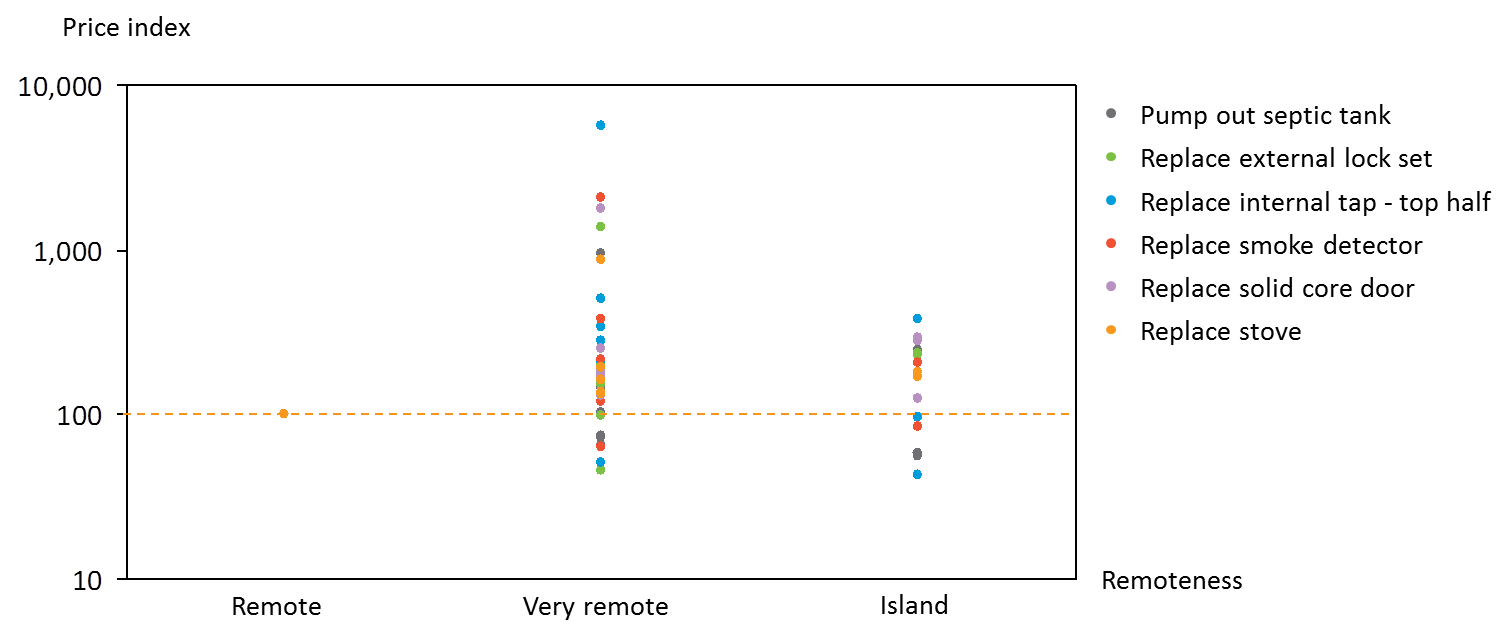 Price index
10,000
1,000
100
10
Remote
Very remote
Island
Remoteness
Pump out septic tank
Replace external lock set
Replace internal tap - top half
Replace smoke detector
Replace solid core door
Replace stove